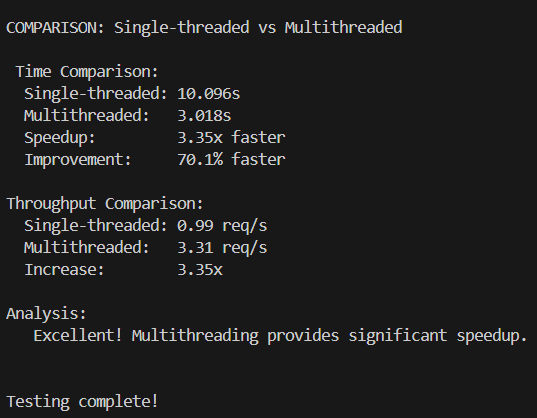 COMPARISON: Single-threaded vs Multithreaded
Time Comparison:
Single-threaded: 10.096s
Multithreaded: 3.018s
Speedup: 3.35x faster
Improvement: 70.1% faster
Throughput Comparison:
Single-threaded: 0.99 req/s
Multithreaded: 3.31 req/s
Increase: 3.35x
Analysis:
Excellent! Multithreading provides significant speedup.
Testing complete!